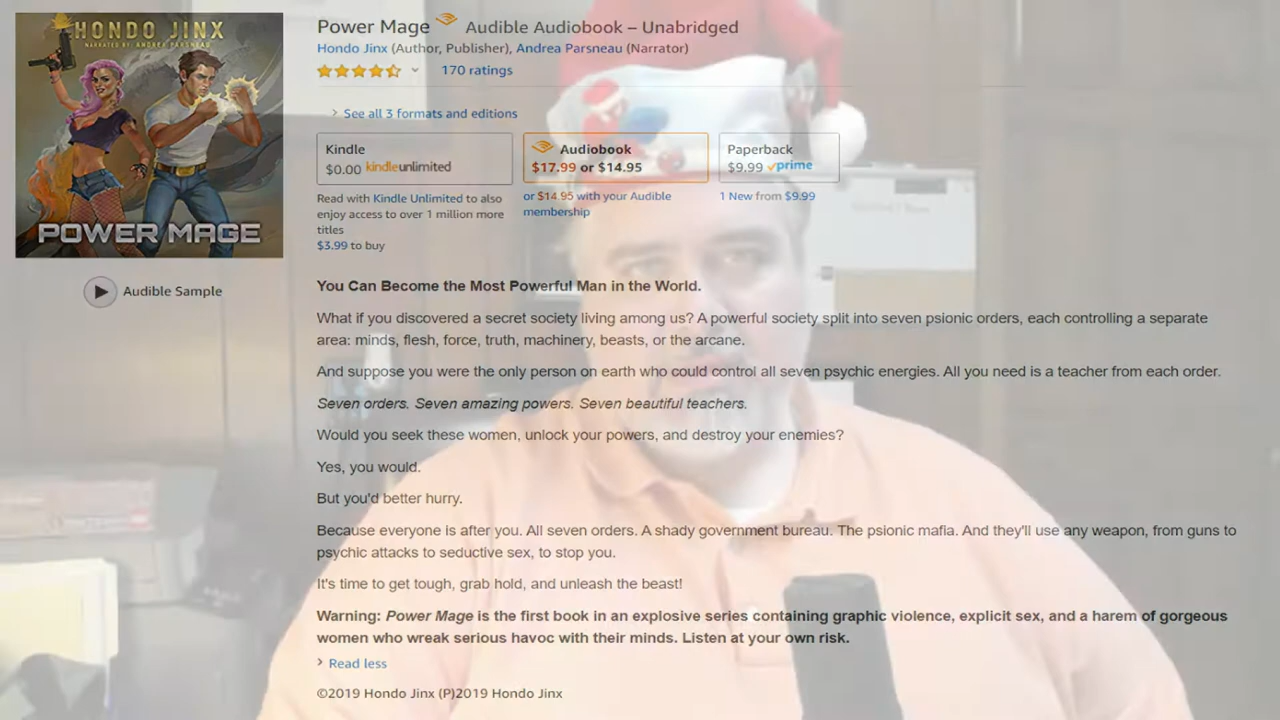 HONDO JINX
NARRATED BY: ANDREA PARSNEAU
POWER MAGE
Audible Sample
Power Mage Audible Audiobook – Unabridged
Hondo Jinx (Author, Publisher), Andrea Parsneau (Narrator)
170 ratings
See all 3 formats and editions
Kindle
$0.00 kindleunlimited
Read with Kindle Unlimited to also
enjoy access to over 1 million more
titles
$3.99 to buy
Audiobook
$17.99 or $14.95
or $14.95 with your Audible
membership
Paperback
$9.99 prime
1 New from $9.99
You Can Become the Most Powerful Man in the World.
What if you discovered a secret society living among us? A powerful society split into seven psionic orders, each controlling a separate
area: minds, flesh, force, truth, machinery, beasts, or the arcane.
And suppose you were the only person on earth who could control all seven psychic energies. All you need is a teacher from each order.
Seven orders. Seven amazing powers. Seven beautiful teachers.
Would you seek these women, unlock your powers, and destroy your enemies?
Yes, you would.
But you'd better hurry.
Because everyone is after you. All seven orders. A shady government bureau. The psionic mafia. And they'll use any weapon, from guns to
psychic attacks to seductive sex, to stop you.
It's time to get tough, grab hold, and unleash the beast!
Warning: Power Mage is the first book in an explosive series containing graphic violence, explicit sex, and a harem of gorgeous
women who wreak serious havoc with their minds. Listen at your own risk.
Read less
©2019 Hondo Jinx (P)2019 Hondo Jinx